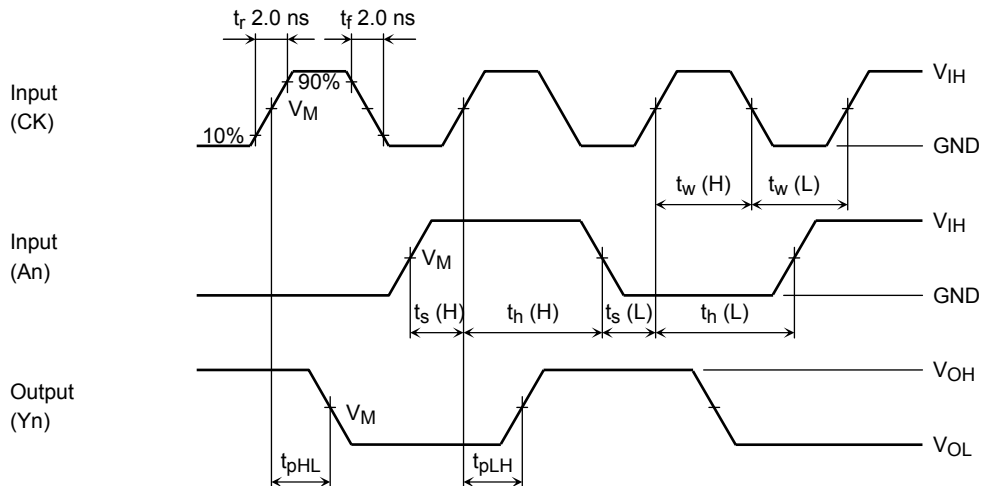 tr 2.0 ns tf 2.0 ns
Input
(CK)
10%
90%
VM
VIH
GND
tw (H) tw (L)
Input
(An)
VM
VIH
GND
ts (H) th (H) ts (L) th (L)
Output
(Yn)
VM
VOH
VOL
tpHL tpLH